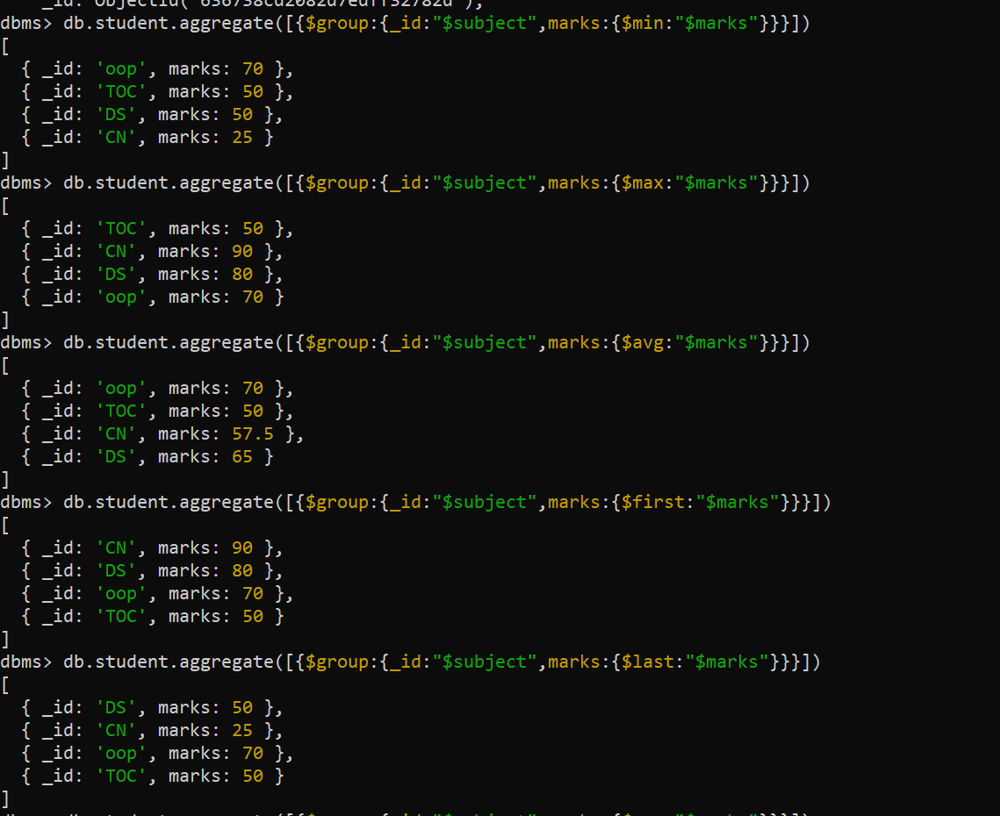 _id: ObjectId('656738cd2082d7edff32782d'),
dbms> db.student.aggregate([{$group:{_id:"$subject",marks:{$min:"$marks"}}}])
[
  { _id: 'oop', marks: 70 },
  { _id: 'TOC', marks: 50 },
  { _id: 'DS', marks: 50 },
  { _id: 'CN', marks: 25 }
]
dbms> db.student.aggregate([{$group:{_id:"$subject",marks:{$max:"$marks"}}}])
[
  { _id: 'TOC', marks: 50 },
  { _id: 'CN', marks: 90 },
  { _id: 'DS', marks: 80 },
  { _id: 'oop', marks: 70 }
]
dbms> db.student.aggregate([{$group:{_id:"$subject",marks:{$avg:"$marks"}}}])
[
  { _id: 'oop', marks: 70 },
  { _id: 'TOC', marks: 50 },
  { _id: 'CN', marks: 57.5 },
  { _id: 'DS', marks: 65 }
]
dbms> db.student.aggregate([{$group:{_id:"$subject",marks:{$first:"$marks"}}}])
[
  { _id: 'CN', marks: 90 },
  { _id: 'DS', marks: 80 },
  { _id: 'oop', marks: 70 },
  { _id: 'TOC', marks: 50 }
]
dbms> db.student.aggregate([{$group:{_id:"$subject",marks:{$last:"$marks"}}}])
[
  { _id: 'DS', marks: 50 },
  { _id: 'CN', marks: 25 },
  { _id: 'oop', marks: 70 },
  { _id: 'TOC', marks: 50 }
]